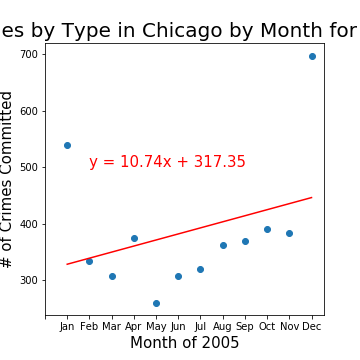 es by Type in Chicago by Month for
700
600
500
400
300
# of Crimes Committed
y = 10.74x + 317.35
Jan Feb Mar Apr May Jun Jul Aug Sep Oct Nov Dec
Month of 2005